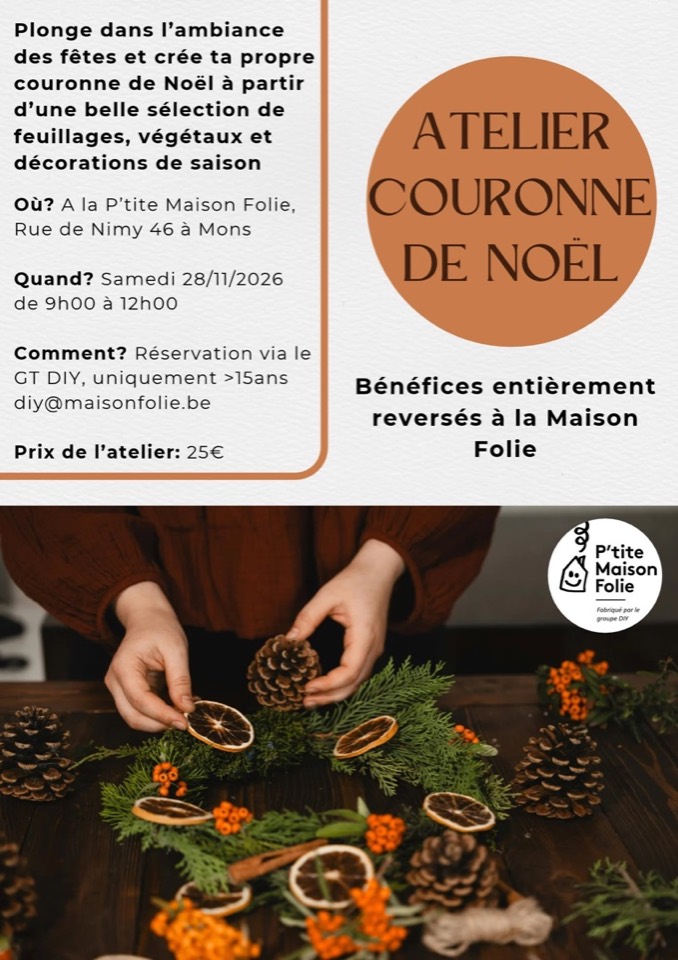 Plonge dans l'ambiance
des fêtes et crée ta propre
couronne de Noël à partir
d'une belle sélection de
feuillages, végétaux et
décorations de saison
Où? A la P'tite Maison Folie,
Rue de Nimy 46 à Mons
Quand? Samedi 28/11/2026
de 9h00 à 12h00
Comment? Réservation via le
GT DIY, uniquement >15ans
diy@maisonfolie.be
Prix de l'atelier: 25€
ATELIER
COURONNE
DE NOËL
Bénéfices entièrement
reversés à la Maison
Folie
P'tite
Maison
Folie
Fabriqué par le
groupe DIY